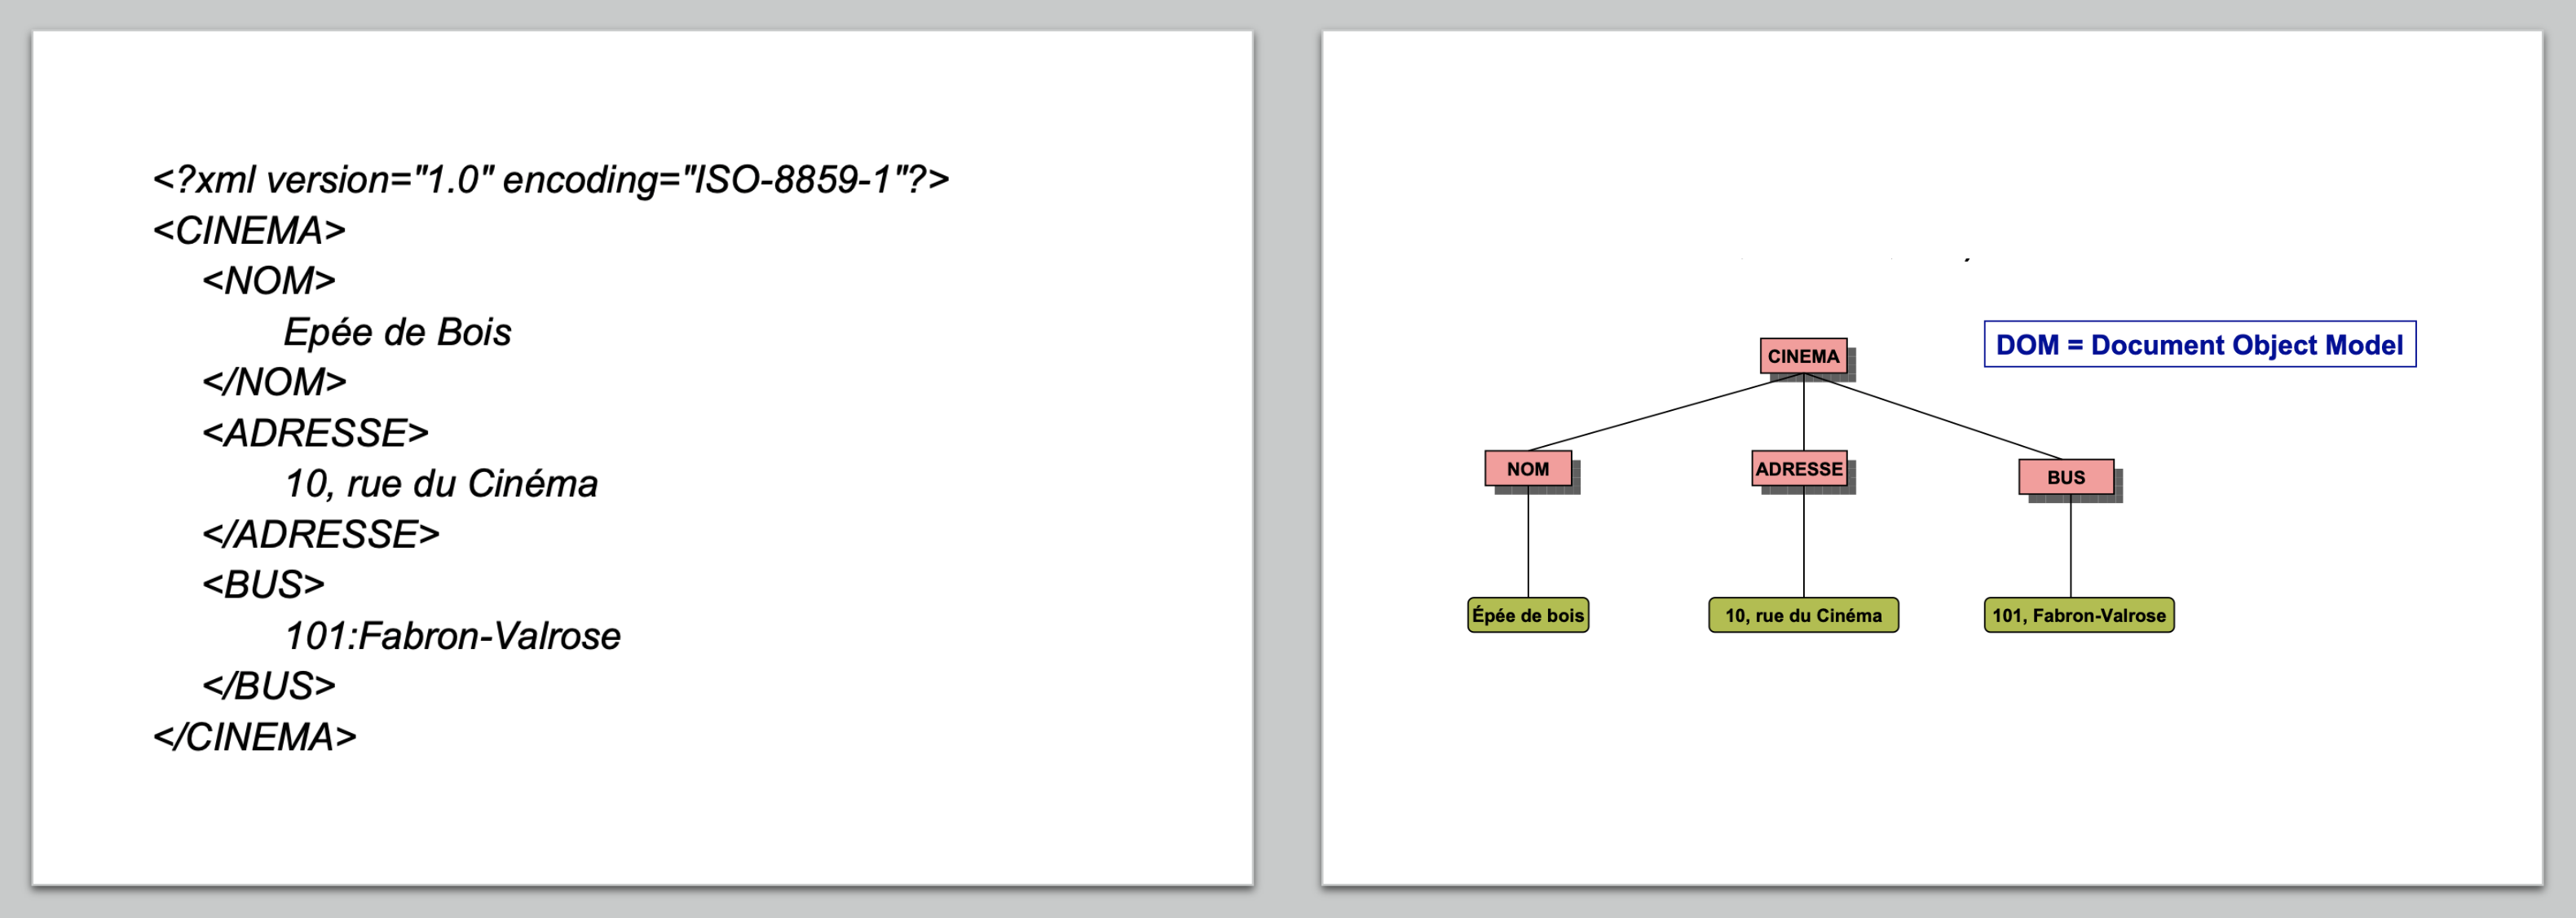 <?xml version="1.0" encoding="ISO-8859-1"?>
<CINEMA>
<NOM>
Epée de Bois
</NOM>
<ADRESSE>
10, rue du Cinéma
</ADRESSE>
<BUS>
101:Fabron-Valrose
</BUS>
</CINEMA>
DOM = Document Object Model
CINEMA
NOM
ADRESSE
BUS
Épée de bois
10, rue du Cinéma
101, Fabron-Valrose